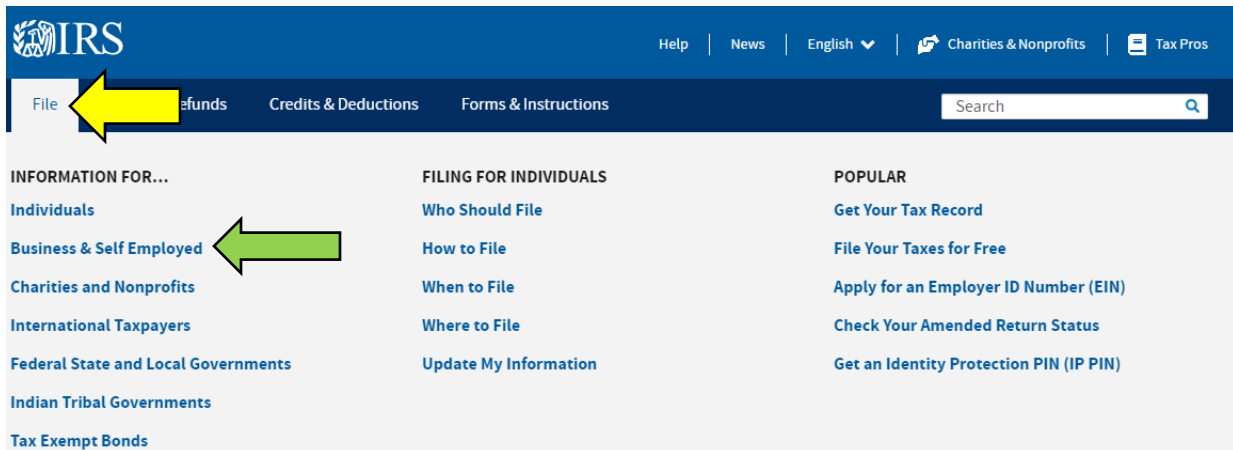 IRS
Help News English Charities & Nonprofits Tax Pros
File efunds Credits & Deductions Forms & Instructions Search
INFORMATION FOR...
Individuals
Business & Self Employed
Charities and Nonprofits
International Taxpayers
Federal State and Local Governments
Indian Tribal Governments
Tax Exempt Bonds
FILING FOR INDIVIDUALS
Who Should File
How to File
When to File
Where to File
Update My Information
POPULAR
Get Your Tax Record
File Your Taxes for Free
Apply for an Employer ID Number (EIN)
Check Your Amended Return Status
Get an Identity Protection PIN (IP PIN)